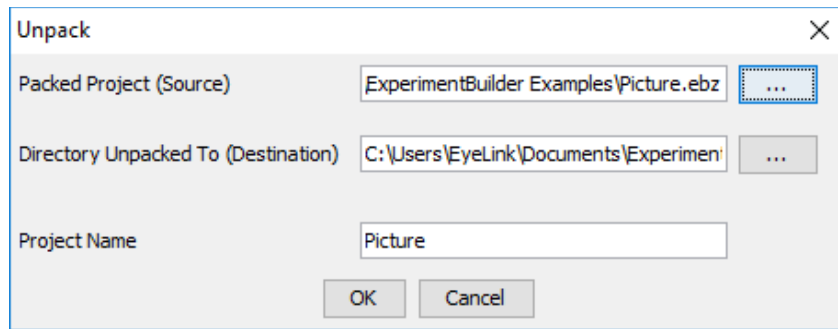 Unpack
Packed Project (Source) ExperimentBuilder Examples\Picture.ebz ...
Directory Unpacked To (Destination) C:\Users\EyeLink\Documents\Experiment ...
Project Name Picture
OK Cancel